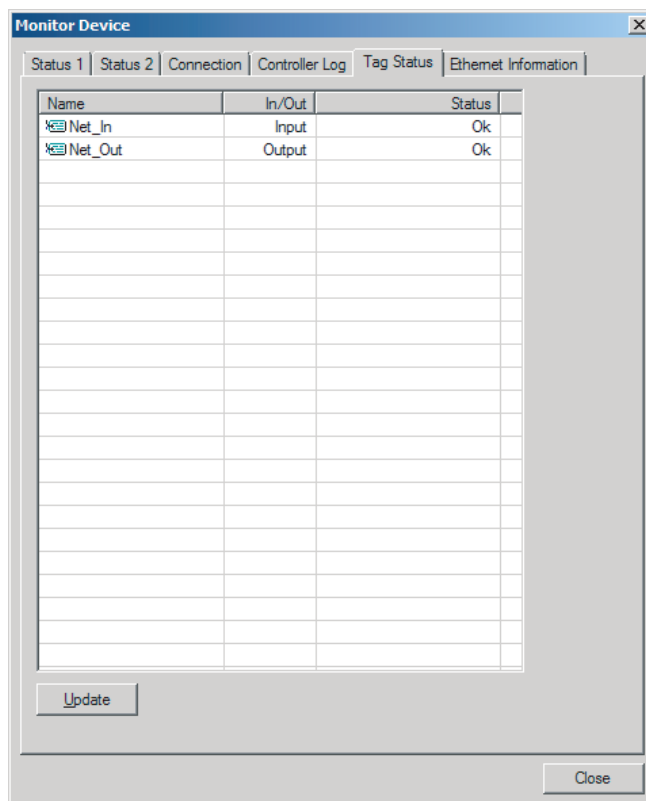 Monitor Device
Status 1 Status 2 Connection Controller Log Tag Status Ethernet Information
Name In/Out Status
Net_In Input Ok
Net_Out Output Ok
Update
Close